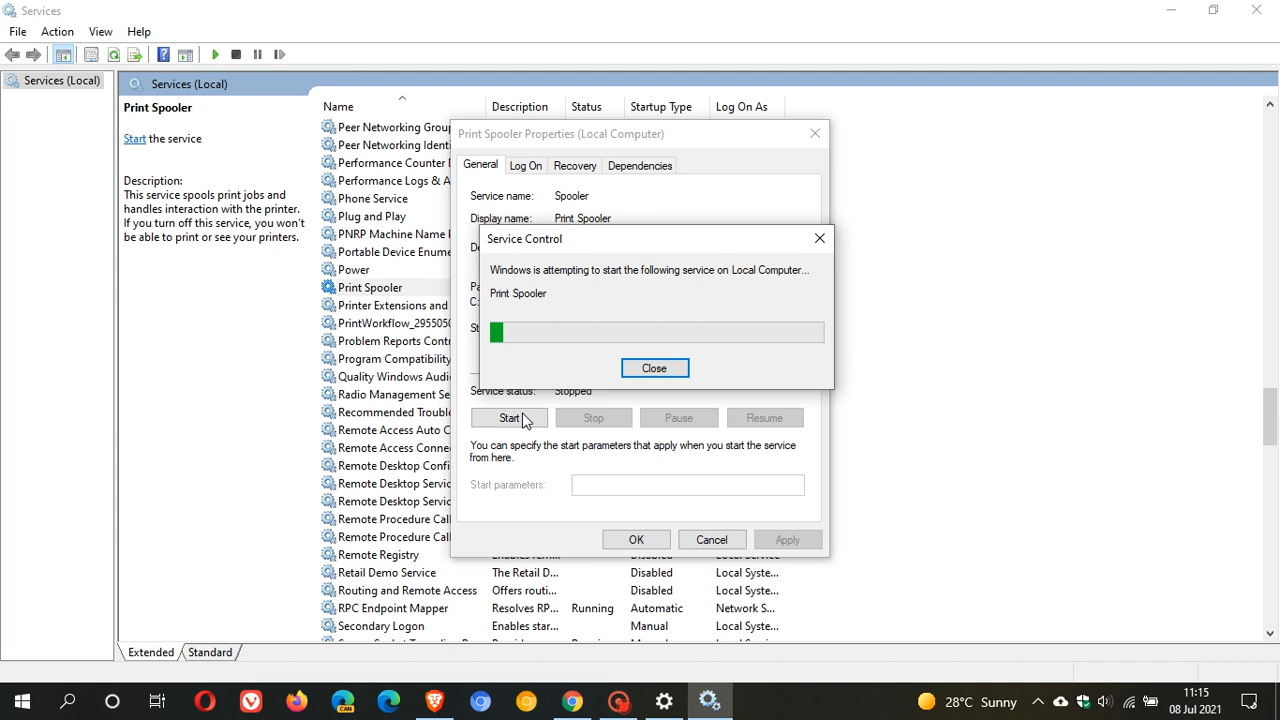 Services
File Action View Help
Services (Local)
Services (Local)
Print Spooler
Start the service
Description:
This service spools print jobs and
handles interaction with the printer.
If you turn off this service, you won't
be able to print or see your printers.
Name Description Status Startup Type Log On As
Peer Networking Group
Peer Networking Identi
Performance Counter D
Performance Logs & A
Phone Service
Plug and Play
PNRP Machine Name
Portable Device Enume
Power
Print Spooler
Printer Extensions and
PrintWorkflow_2955050
Problem Reports Contr
Program Compatibility
Quality Windows Audio
Radio Management Se
Recommended Trouble
Remote Access Auto C
Remote Access Connec
Remote Desktop Confi
Remote Desktop Servic
Remote Desktop Servic
Remote Procedure Call
Remote Procedure Call
Remote Registry Disabled Local Service
Retail Demo Service The Retail D... Disabled Local Syste...
Routing and Remote Access Offers routi... Disabled Local Syste...
RPC Endpoint Mapper Resolves RP... Running Automatic Network S...
Secondary Logon Enables star... Manual Local Syste...
Print Spooler Properties (Local Computer)
General Log On Recovery Dependencies
Service name: Spooler
Display name: Print Spooler
Service Control
Windows is attempting to start the following service on Local Computer...
Print Spooler
Close
Service status: Stopped
Start Stop Pause Resume
You can specify the start parameters that apply when you start the service
from here.
Start parameters:
OK Cancel Apply
Extended Standard
CAN
28°C Sunny
11:15
08 Jul 2021